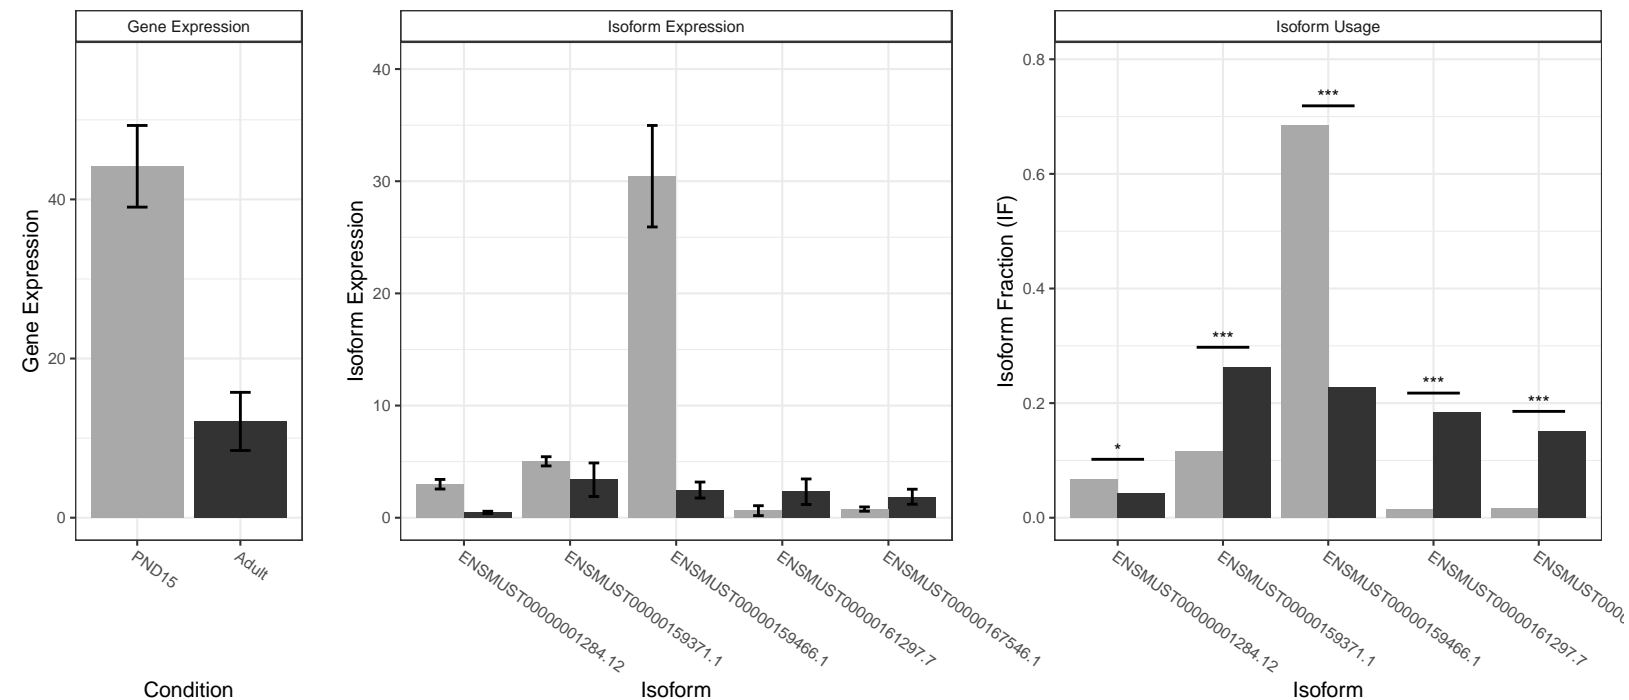 Gene Expression
Isoform Expression
Isoform Usage
Gene Expression
0
20
40
PND15
Adult
Condition
Isoform Expression
0
10
20
30
40
ENSMUST00000001284.12
ENSMUST00000159371.1
ENSMUST00000159466.1
ENSMUST00000161297.7
ENSMUST00000167546.1
Isoform
Isoform Fraction (IF)
0.0
0.2
0.4
0.6
0.8
*
***
***
***
***
ENSMUST00000001284.12
ENSMUST00000159371.1
ENSMUST00000159466.1
ENSMUST00000161297.7
Isoform